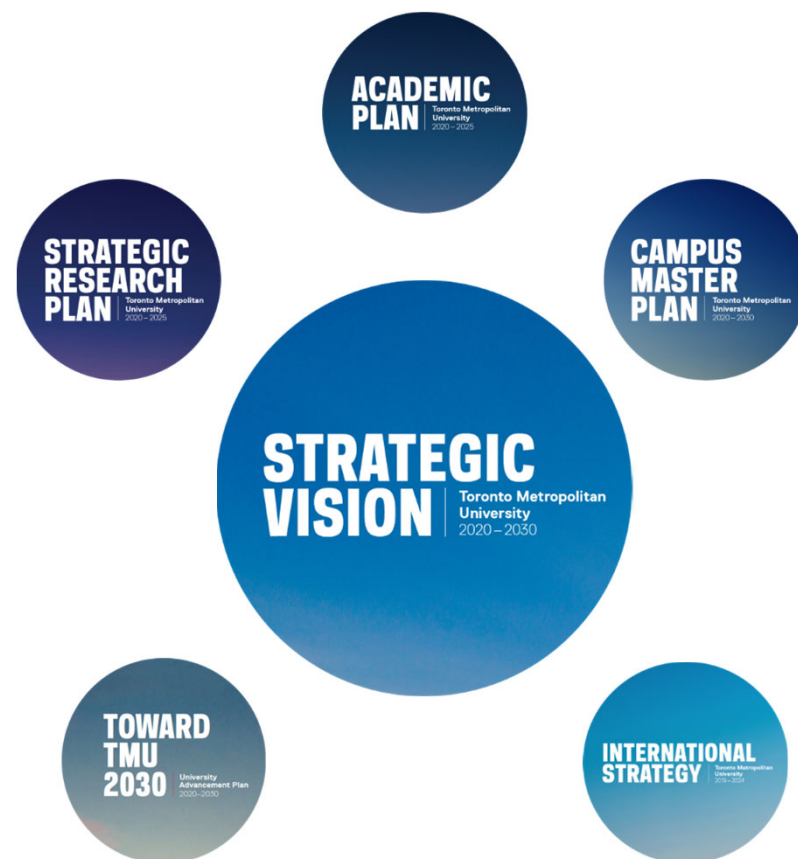 ACADEMIC
PLAN
Toronto Metropolitan
University
2020–2025
STRATEGIC
RESEARCH
PLAN
Toronto Metropolitan
University
2020–2025
CAMPUS
MASTER
PLAN
Toronto Metropolitan
University
2020–2030
STRATEGIC
VISION
Toronto Metropolitan
University
2020–2030
TOWARD
TMU
2030
University
Advancement Plan
2020–2030
INTERNATIONAL
STRATEGY
Toronto Metropolitan
University
2019–2024